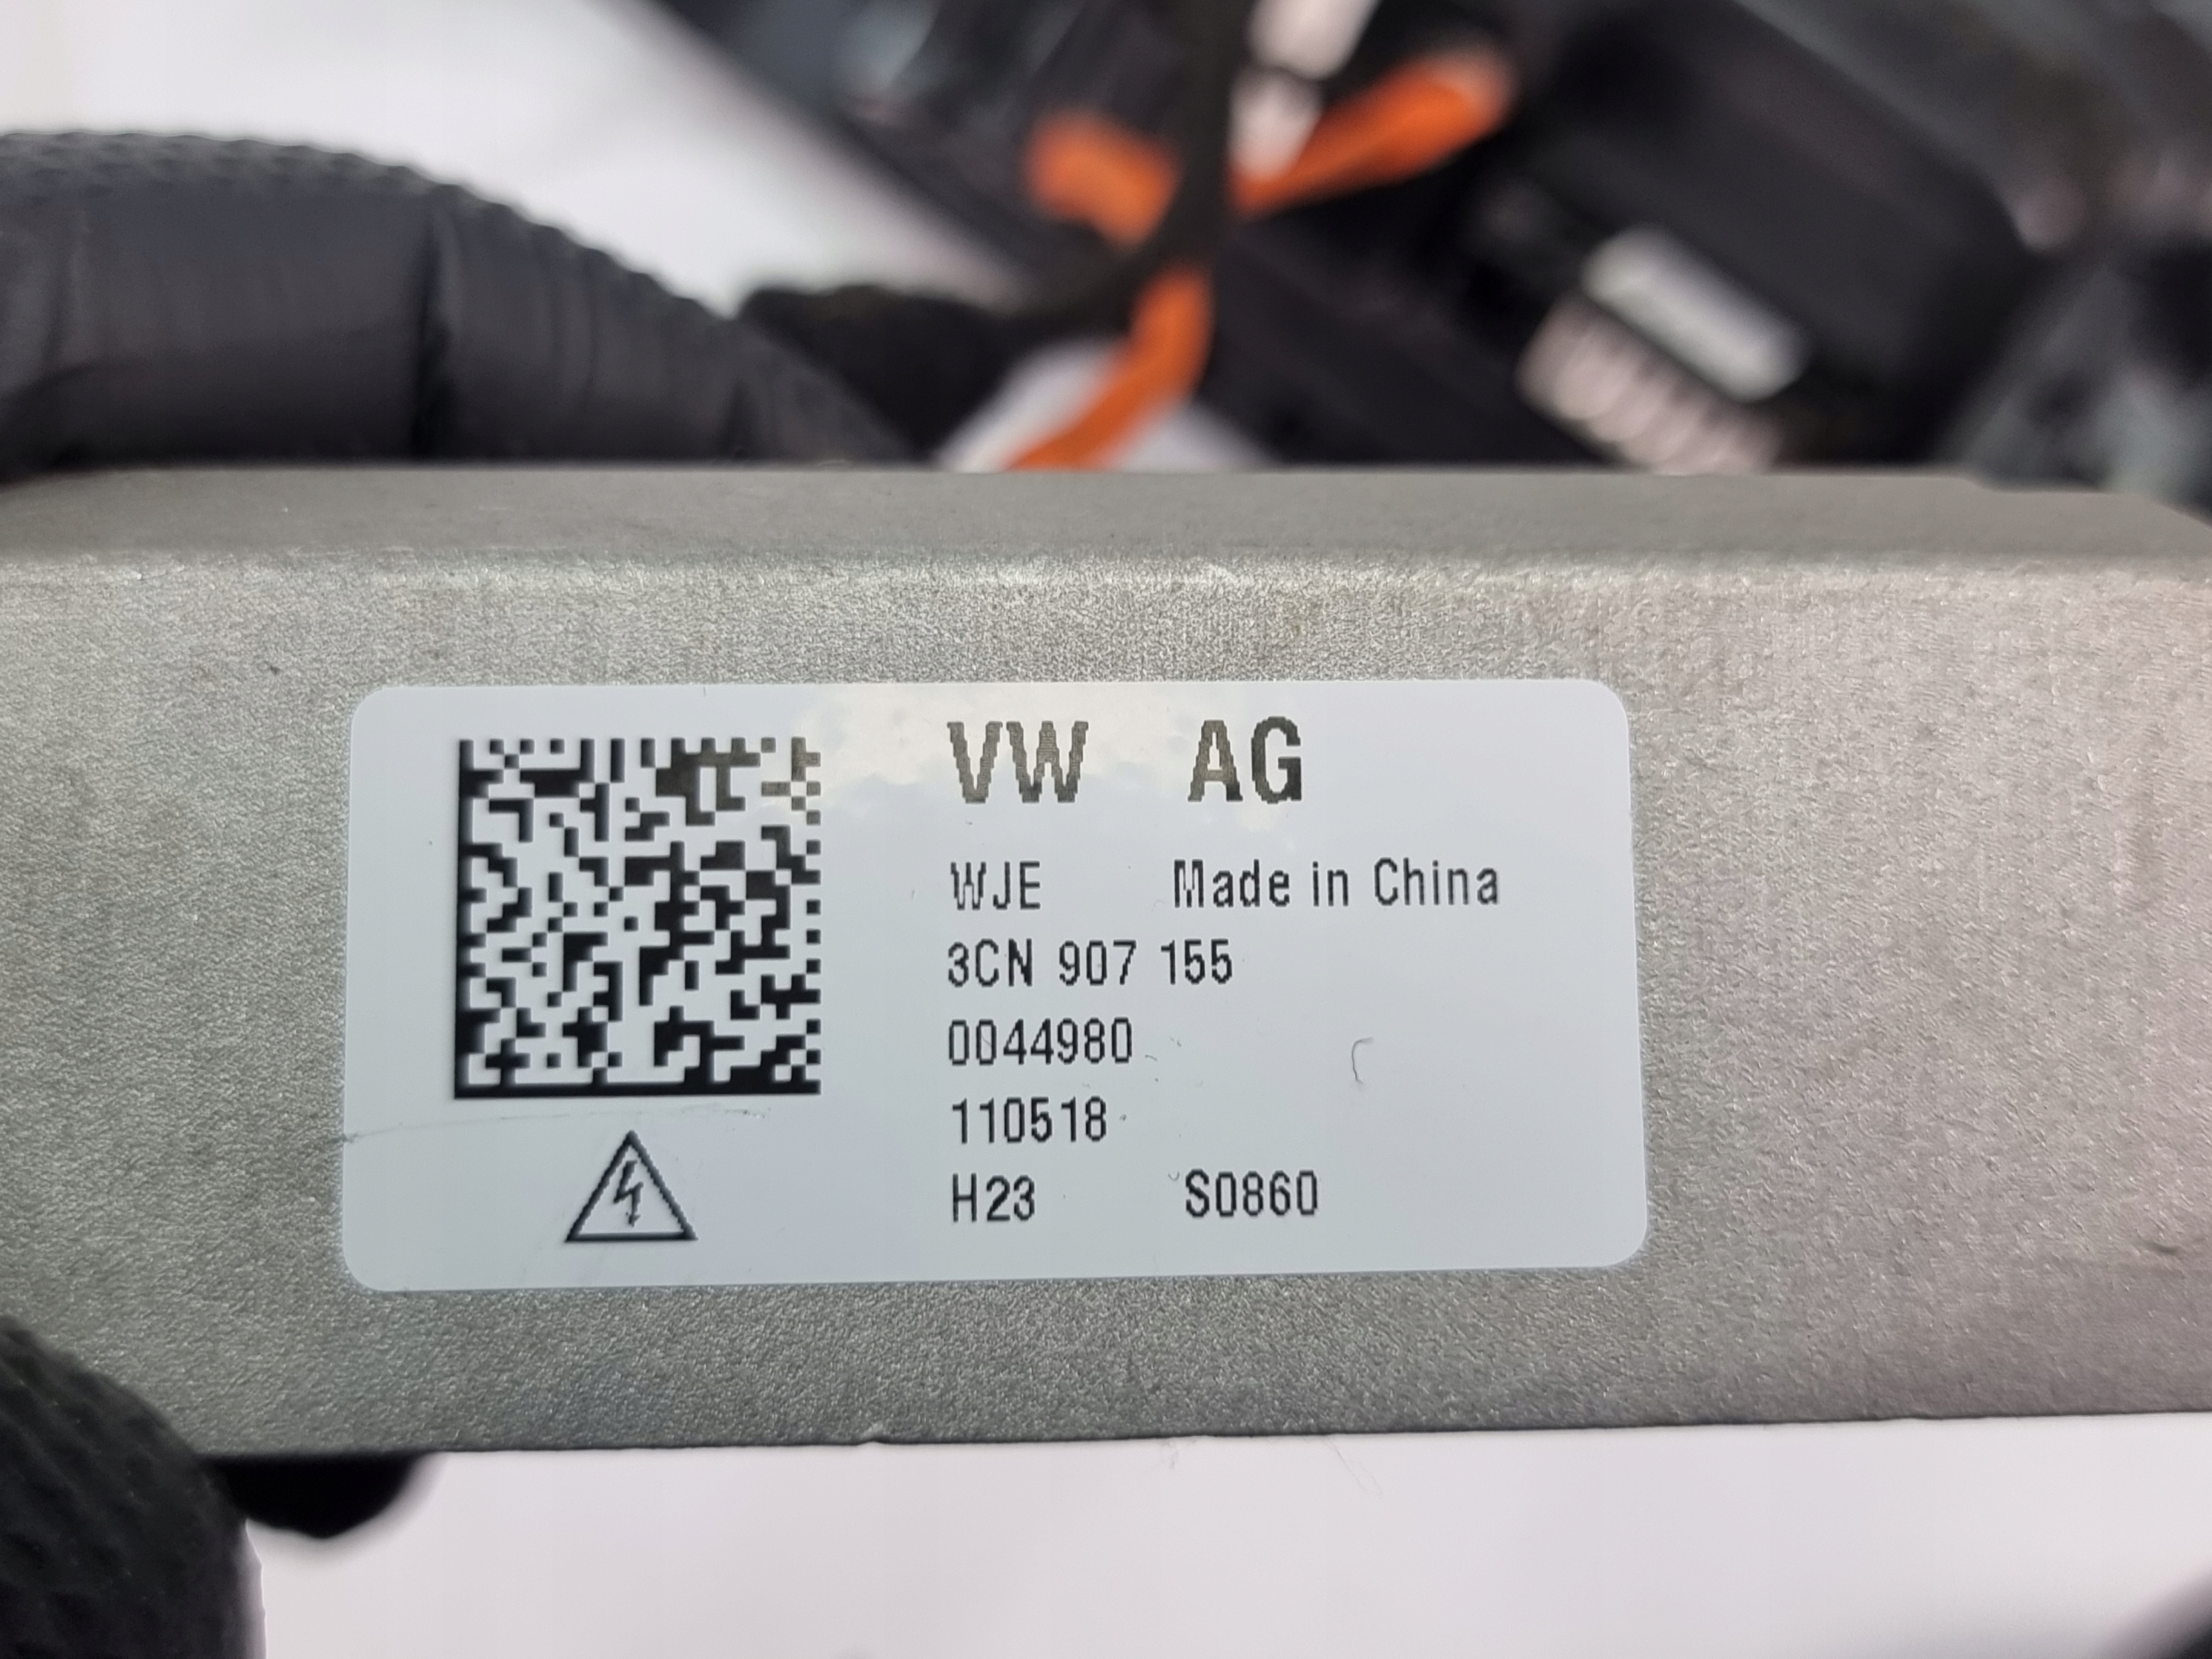 VW AG
WJE Made in China
3CN 907 155
0044980
110518
H23 S0860